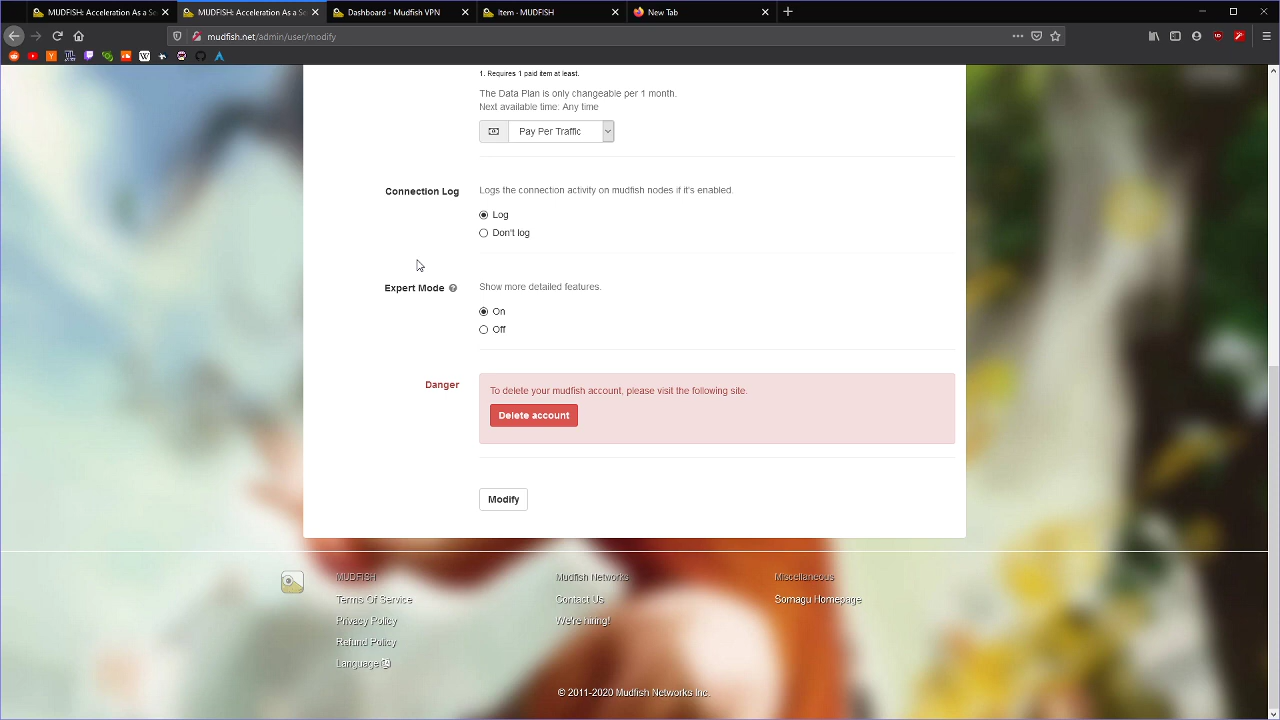 MUDFISH: Acceleration As a Se
MUDFISH: Acceleration As a Se
Dashboard - Mudfish VPN
Item - MUDFISH
New Tab
mudfish.net/admin/user/modify
1. Requires 1 paid item at least.
The Data Plan is only changeable per 1 month.
Next available time: Any time
Pay Per Traffic
Connection Log
Logs the connection activity on mudfish nodes if it's enabled.
Log
Don't log
Expert Mode
Show more detailed features.
On
Off
Danger
To delete your mudfish account, please visit the following site.
Delete account
Modify
MUDFISH
Mudfish Networks
Miscellaneous
Terms Of Service
Contact Us
Somagu Homepage
Privacy Policy
We're hiring!
Refund Policy
Language
© 2011-2020 Mudfish Networks Inc.